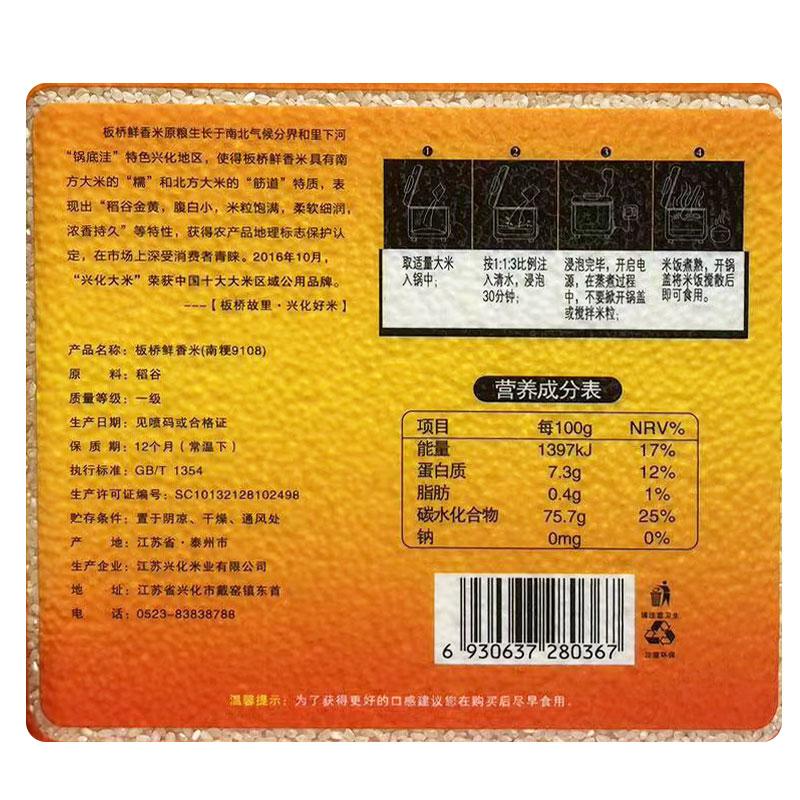 板桥鲜香米原粮生长于南北气候分界和里下河
“锅底洼”特色兴化地区，使得板桥鲜香米具有南
方大米的“糯”和北方大米的“筋道”特质，表
现出“稻谷金黄，腹白小，米粒饱满，柔软细润，
浓香持久”等特性，获得农产品地理标志保护认
定，在市场上深受消费者青睐。2016年10月，
“兴化大米”荣获中国十大大米区域公用品牌。
---【板桥故里·兴化好米】
产品名称：板桥鲜香米(南粳9108)
原 料：稻谷
质量等级：一级
生产日期：见喷码或合格证
保 质 期：12个月（常温下）
执行标准：GB/T 1354
生产许可证编号：SC10132128102498
贮存条件：置于阴凉、干燥、通风处
产 地：江苏省·泰州市
生产企业：江苏兴化米业有限公司
地 址：江苏省兴化市戴窑镇东首
电 话：0523-83838788
1 2 3 4
取适量大米
入锅中；
按1:1:3比例注
入清水，浸泡
30分钟；
浸泡完毕，开启电
源，在蒸煮过程
中，不要掀开锅盖
或搅拌米粒；
米饭煮熟，开锅
盖将米饭搅散后
即可食用。
营养成分表
项目 每100g NRV%
能量 1397kJ 17%
蛋白质 7.3g 12%
脂肪 0.4g 1%
碳水化合物 75.7g 25%
钠 0mg 0%
6 930637 280367
请注意卫生
注意环保
温馨提示：为了获得更好的口感建议您在购买后尽早食用。